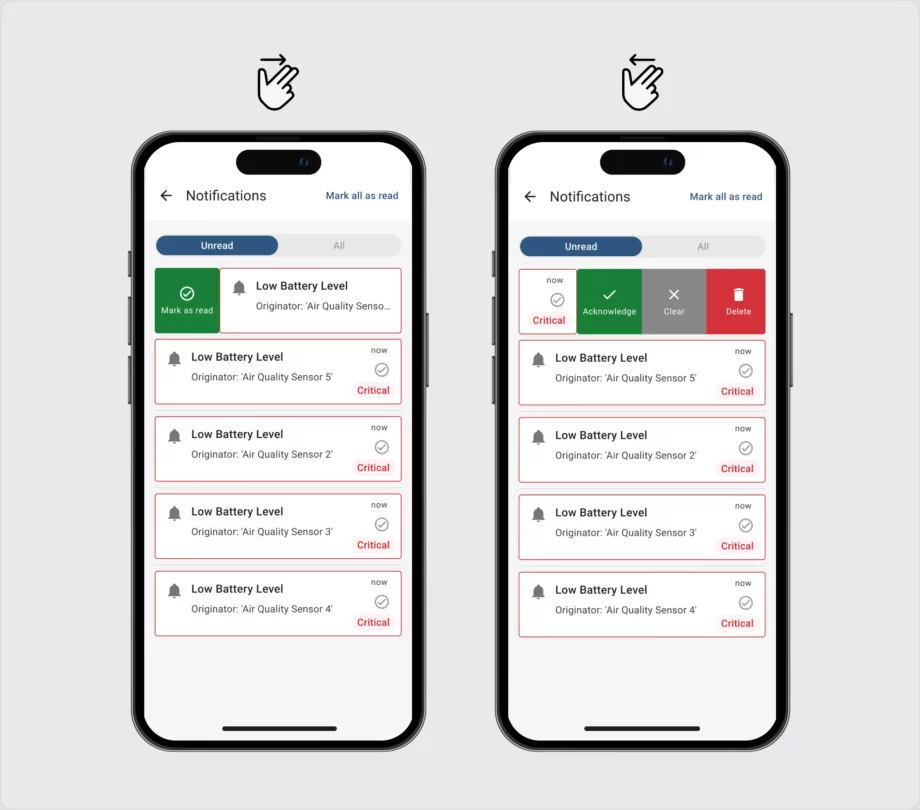 Notifications
Mark all as read
Unread
All
Mark as read
Low Battery Level
Originator: 'Air Quality Senso...
Low Battery Level
now
Originator: 'Air Quality Sensor 5'
Critical
Low Battery Level
now
Originator: 'Air Quality Sensor 2'
Critical
Low Battery Level
now
Originator: 'Air Quality Sensor 3'
Critical
Low Battery Level
now
Originator: 'Air Quality Sensor 4'
Critical
Notifications
Mark all as read
Unread
All
now
Critical
Acknowledge
Clear
Delete
Low Battery Level
now
Originator: 'Air Quality Sensor 5'
Critical
Low Battery Level
now
Originator: 'Air Quality Sensor 2'
Critical
Low Battery Level
now
Originator: 'Air Quality Sensor 3'
Critical
Low Battery Level
now
Originator: 'Air Quality Sensor 4'
Critical